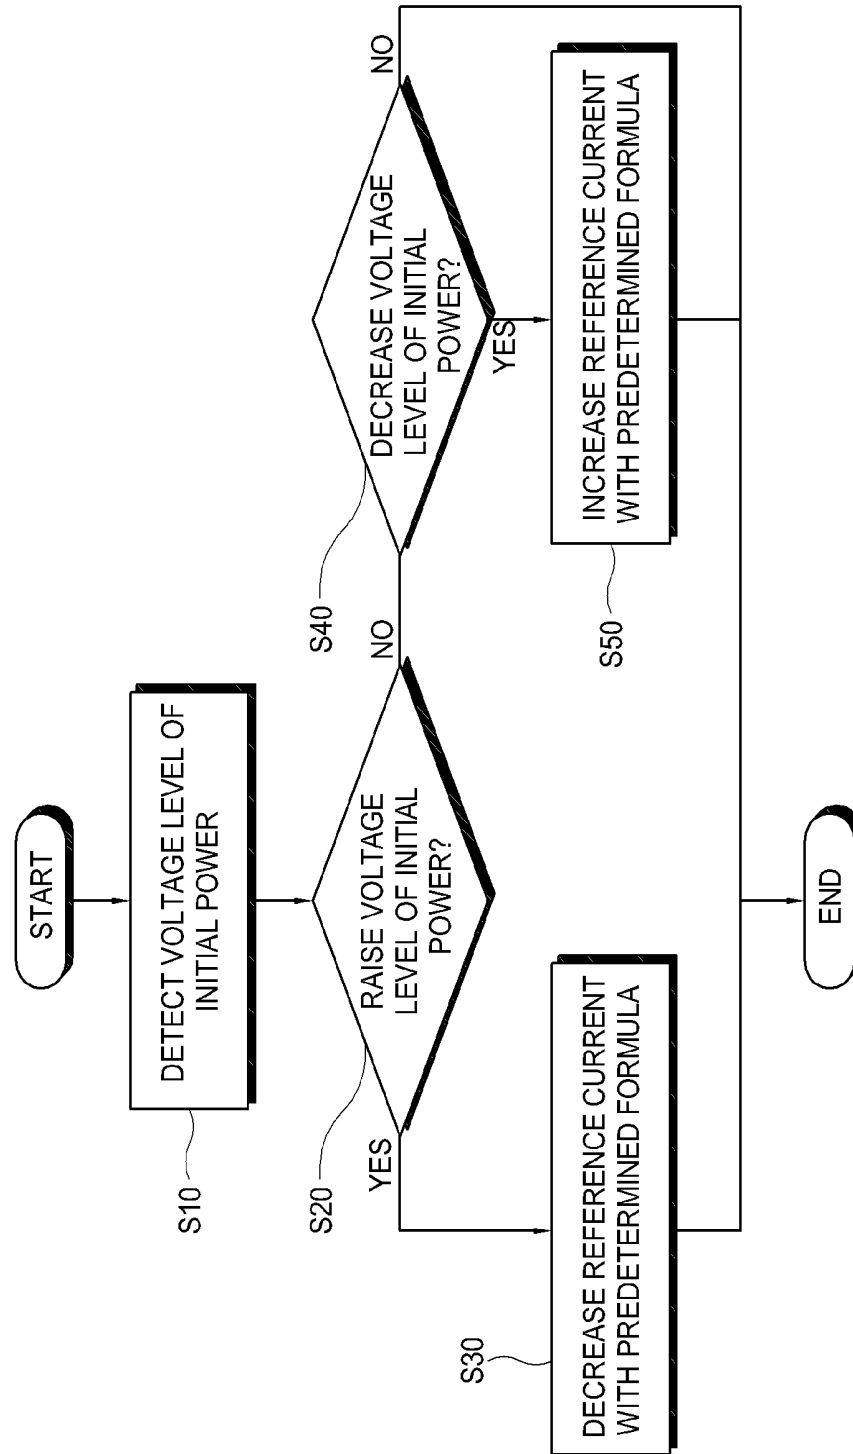 START
DETECT VOLTAGE LEVEL OF
INITIAL POWER
S10
RAISE VOLTAGE
LEVEL OF INITIAL
POWER?
S20
YES
NO
DECREASE VOLTAGE
LEVEL OF INITIAL
POWER?
S40
NO
YES
DECREASE REFERENCE CURRENT
WITH PREDETERMINED FORMULA
S30
INCREASE REFERENCE CURRENT
WITH PREDETERMINED FORMULA
S50
END